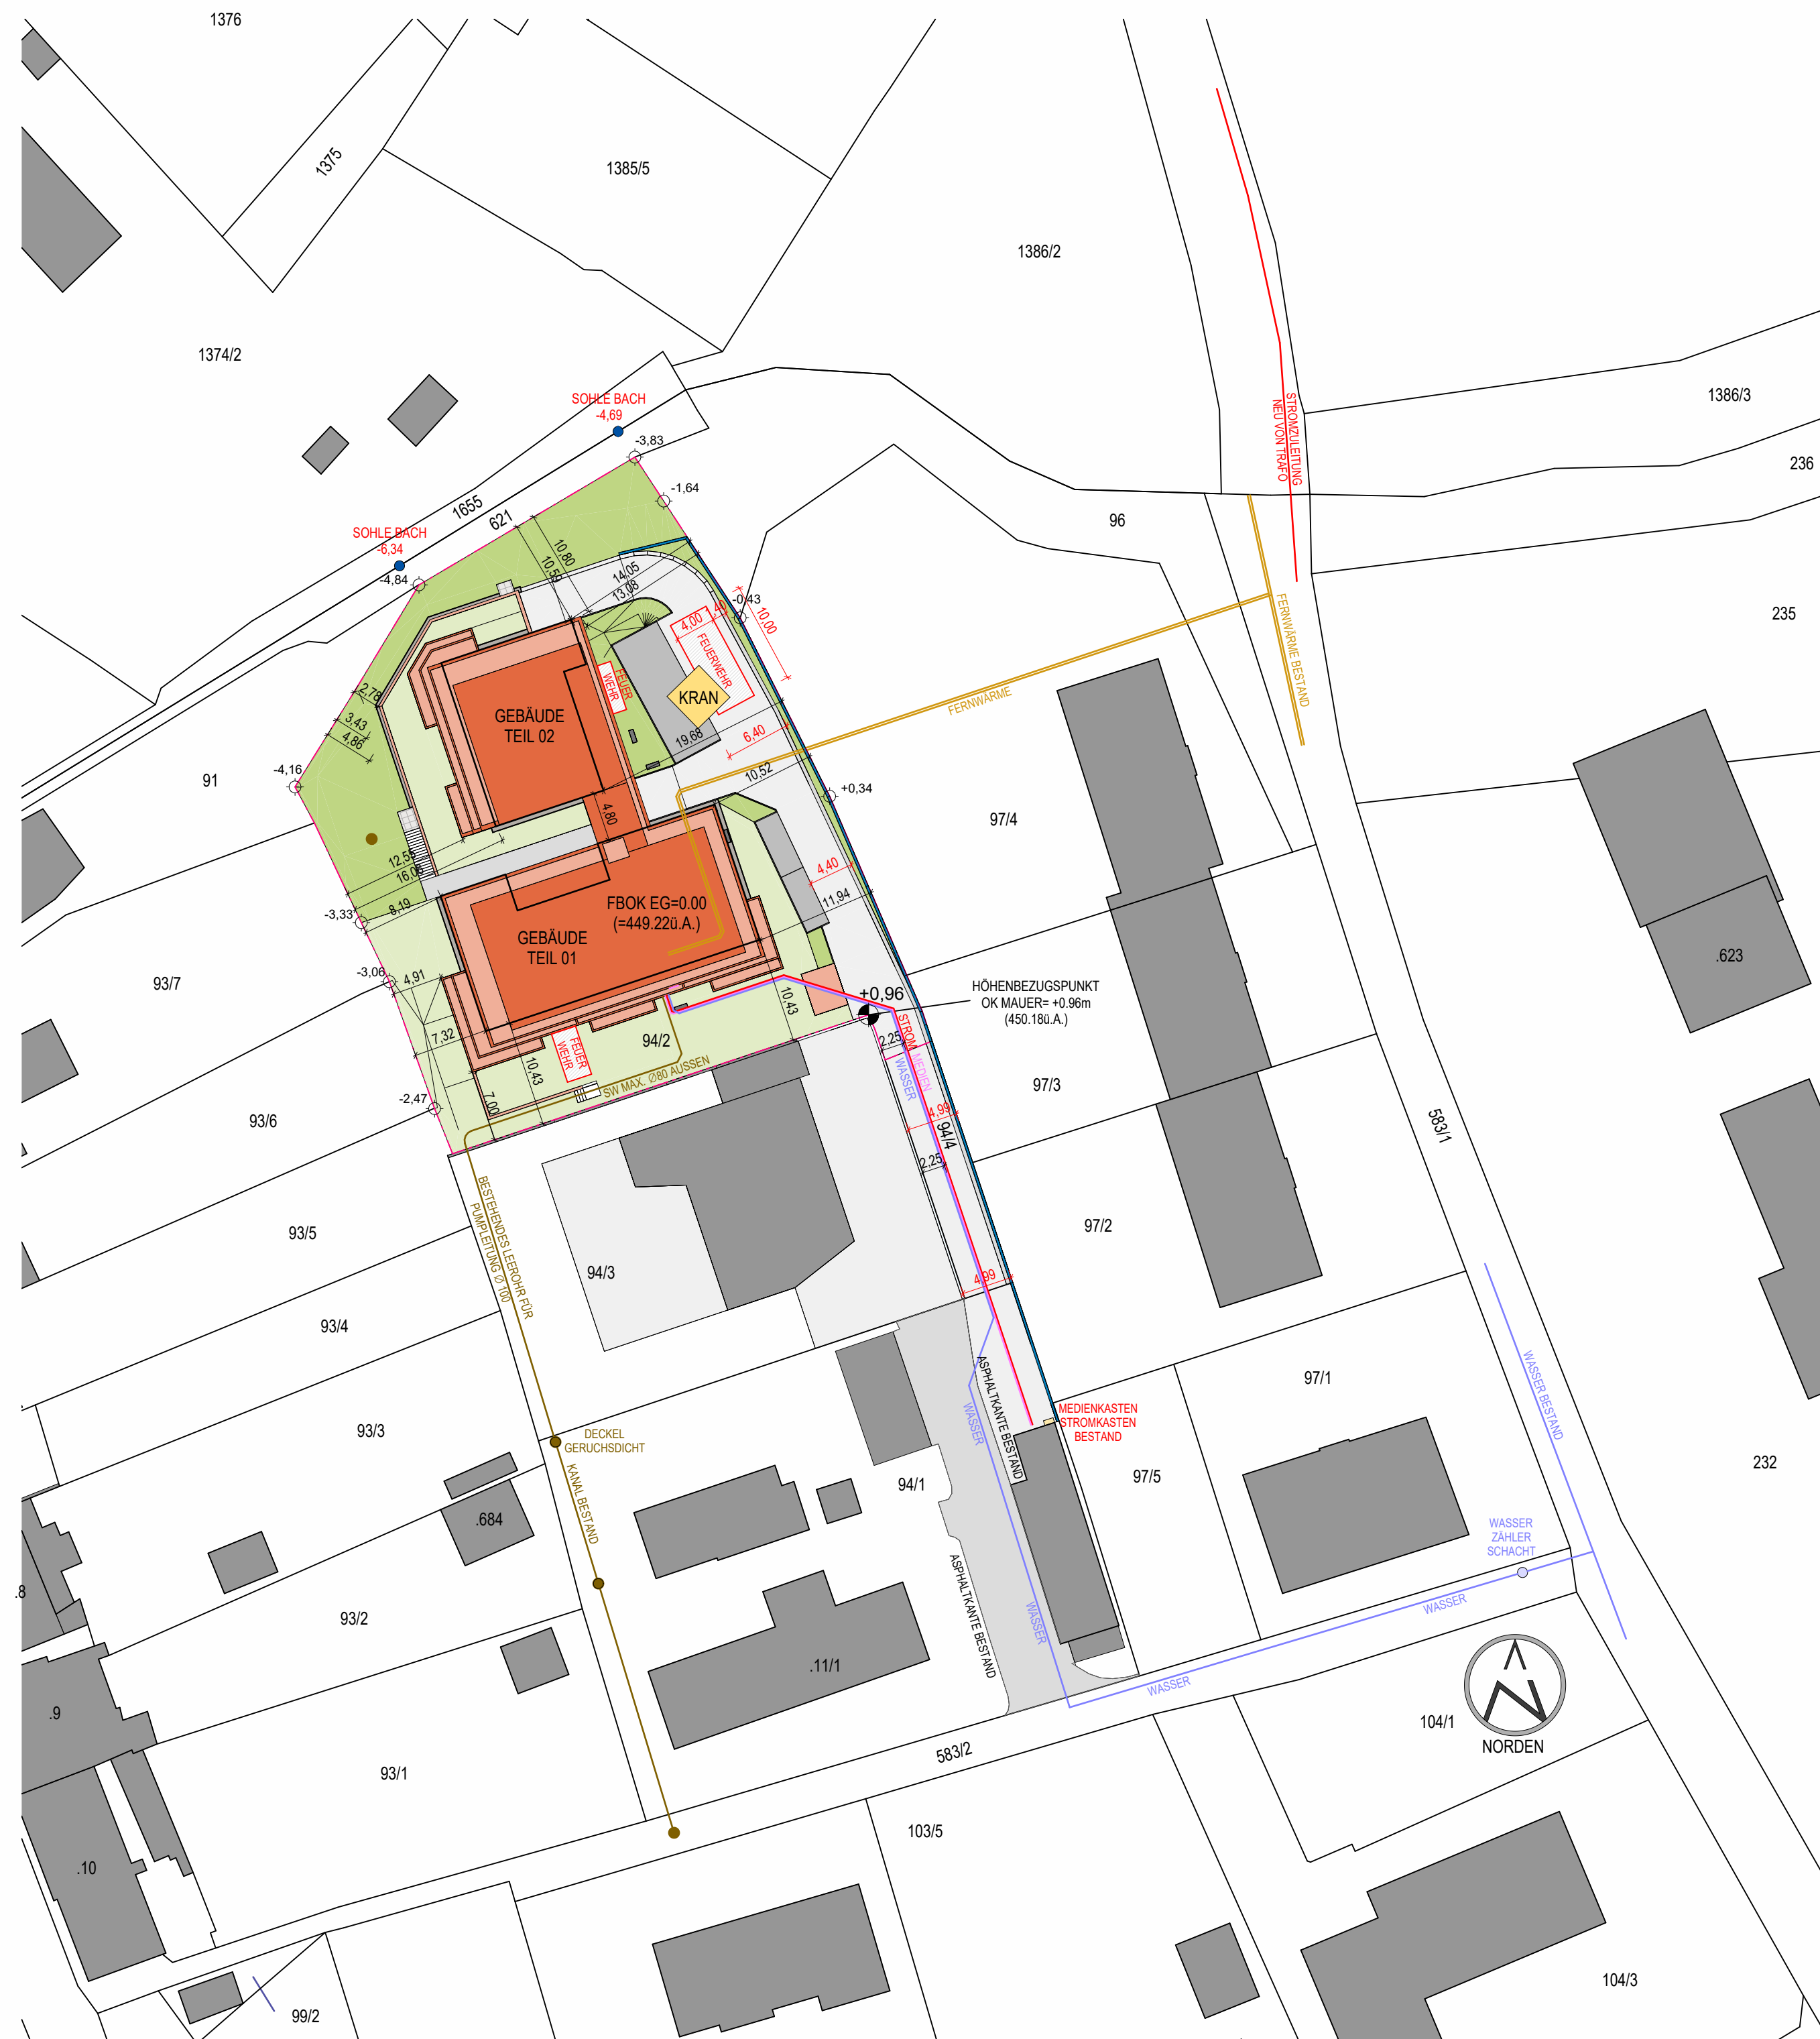 1376
1375
1385/5
1386/2
1374/2
1386/3
STROMZULEITUNG
NEU VON TRAFO
SOHLE BACH
-4,69
-3,83
236
-1,64
1655
621
96
SOHLE BACH
-6,34
-4,84
10,80
10,59
14,05
13,08
-0,43
10,00
4,00
FEUERWEHR
235
FERNWÄRME BESTAND
FEUER
WEHR
KRAN
FERNWÄRME
2,78
3,43
4,86
GEBÄUDE
TEIL 02
19,68
6,40
10,52
91
-4,16
+0,34
4,80
97/4
12,55
16,06
4,40
11,94
-3,33
8,19
FBOK EG=0.00
(=449.22ü.A.)
GEBÄUDE
TEIL 01
.623
93/7
-3,06
4,91
10,43
+0,96
HÖHENBEZUGSPUNKT
OK MAUER= +0.96m
(450.18ü.A.)
7,32
FEUER
WEHR
94/2
STROM
2,25
MEDIEN
WASSER
10,43
SW MAX. Ø80 AUSSEN
97/3
-2,47
7,00
93/6
4,99
94/4
583/1
2,25
93/5
BESTEHENDES LEERROHR FÜR
PUMPLEITUNG Ø 100
97/2
94/3
4,99
93/4
97/1
ASPHALTKANTE BESTAND
WASSER BESTAND
93/3
DECKEL
GERUCHSDICHT
WASSER
MEDIENKASTEN
STROMKASTEN
BESTAND
232
97/5
94/1
KANAL BESTAND
.684
WASSER
ZÄHLER
SCHACHT
.8
93/2
ASPHALTKANTE BESTAND
WASSER
WASSER
.11/1
WASSER
.9
104/1
NORDEN
583/2
93/1
103/5
.10
104/3
99/2